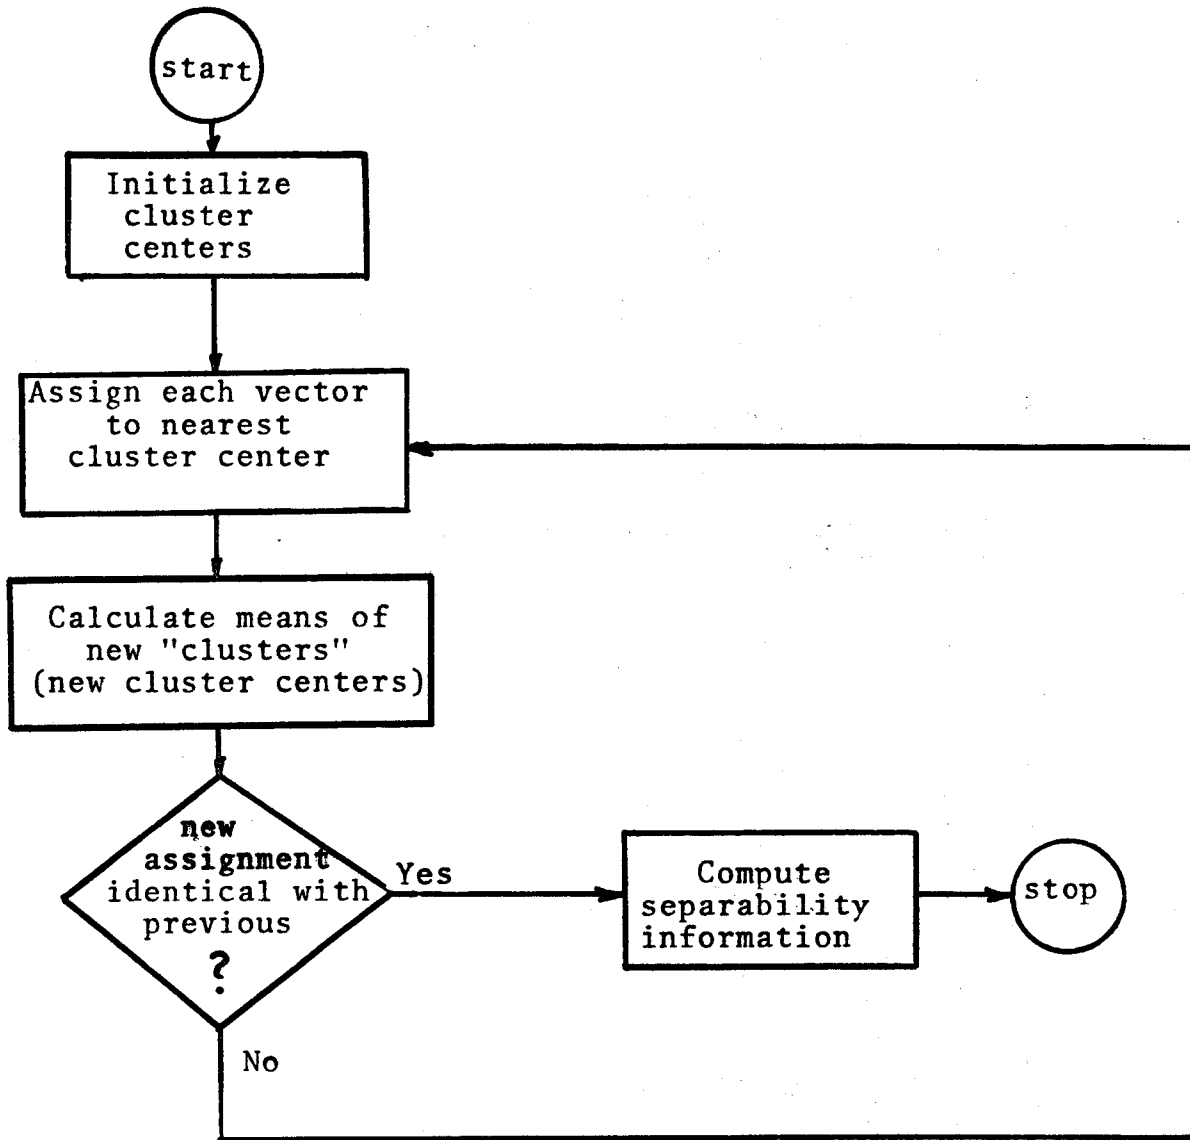 start
Initialize
cluster
centers
Assign each vector
to nearest
cluster center
Calculate means of
new "clusters"
(new cluster centers)
new
assignment
identical with
previous
?
Yes
Compute
separability
information
stop
No